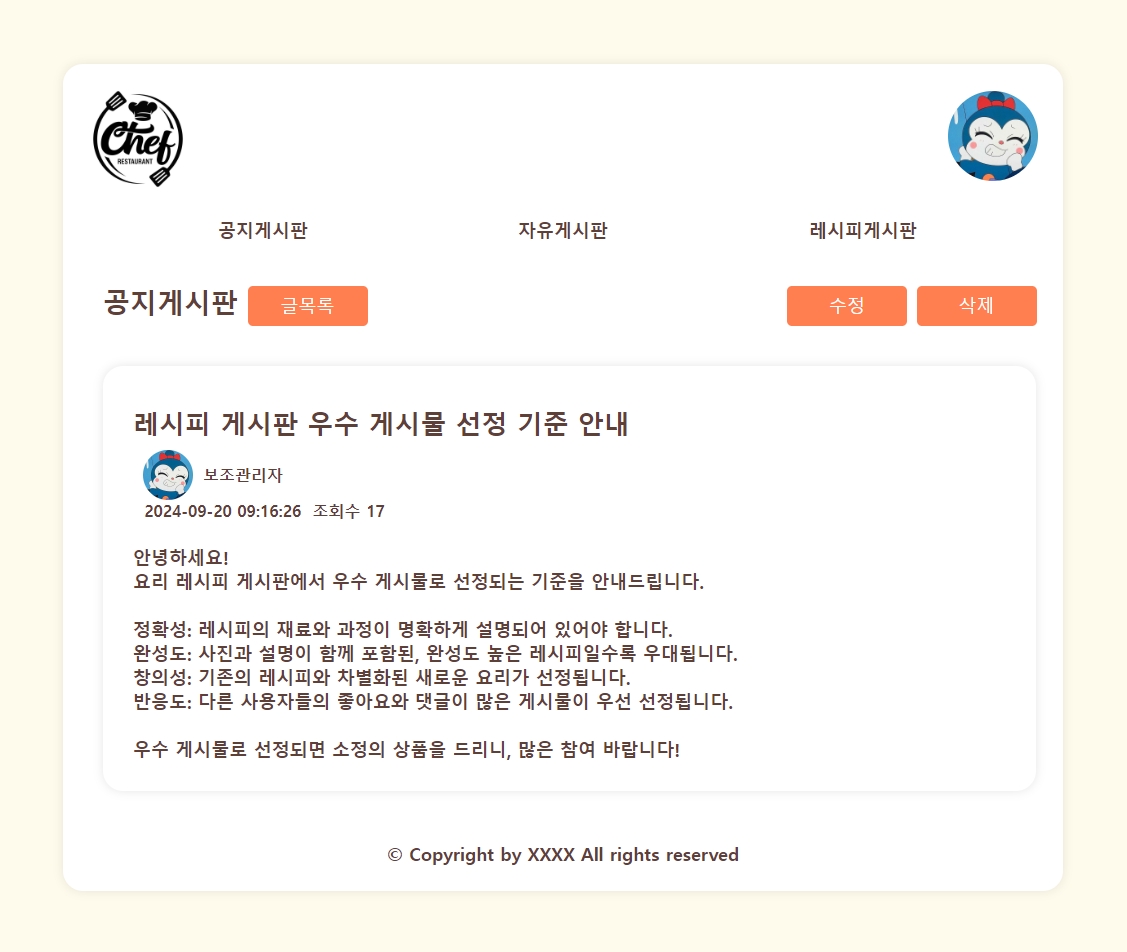 Chef
RESTAURANT
공지게시판 자유게시판 레시피게시판
공지게시판 글목록 수정 삭제
레시피 게시판 우수 게시물 선정 기준 안내
보조관리자
2024-09-20 09:16:26 조회수 17
안녕하세요!
요리 레시피 게시판에서 우수 게시물로 선정되는 기준을 안내드립니다.
정확성: 레시피의 재료와 과정이 명확하게 설명되어 있어야 합니다.
완성도: 사진과 설명이 함께 포함된, 완성도 높은 레시피일수록 우대됩니다.
창의성: 기존의 레시피와 차별화된 새로운 요리가 선정됩니다.
반응도: 다른 사용자들의 좋아요와 댓글이 많은 게시물이 우선 선정됩니다.
우수 게시물로 선정되면 소정의 상품을 드리니, 많은 참여 바랍니다!
© Copyright by XXXX All rights reserved